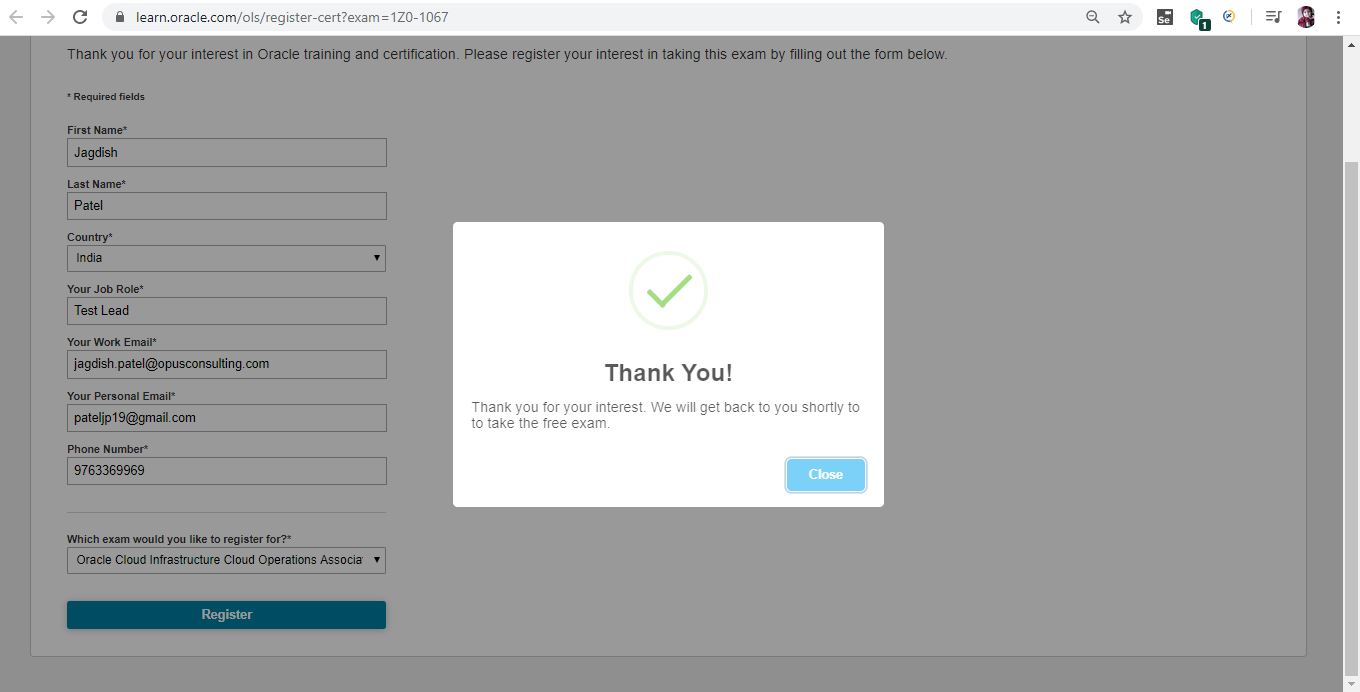 learn.oracle.com/ols/register-cert?exam=1Z0-1067
Se
1
Thank you for your interest in Oracle training and certification. Please register your interest in taking this exam by filling out the form below.
* Required fields
First Name*
Jagdish
Last Name*
Patel
Country*
India
Your Job Role*
Test Lead
Your Work Email*
jagdish.patel@opusconsulting.com
Your Personal Email*
pateljp19@gmail.com
Phone Number*
9763369969
Which exam would you like to register for?*
Oracle Cloud Infrastructure Cloud Operations Associa
Register
Thank You!
Thank you for your interest. We will get back to you shortly to
to take the free exam.
Close